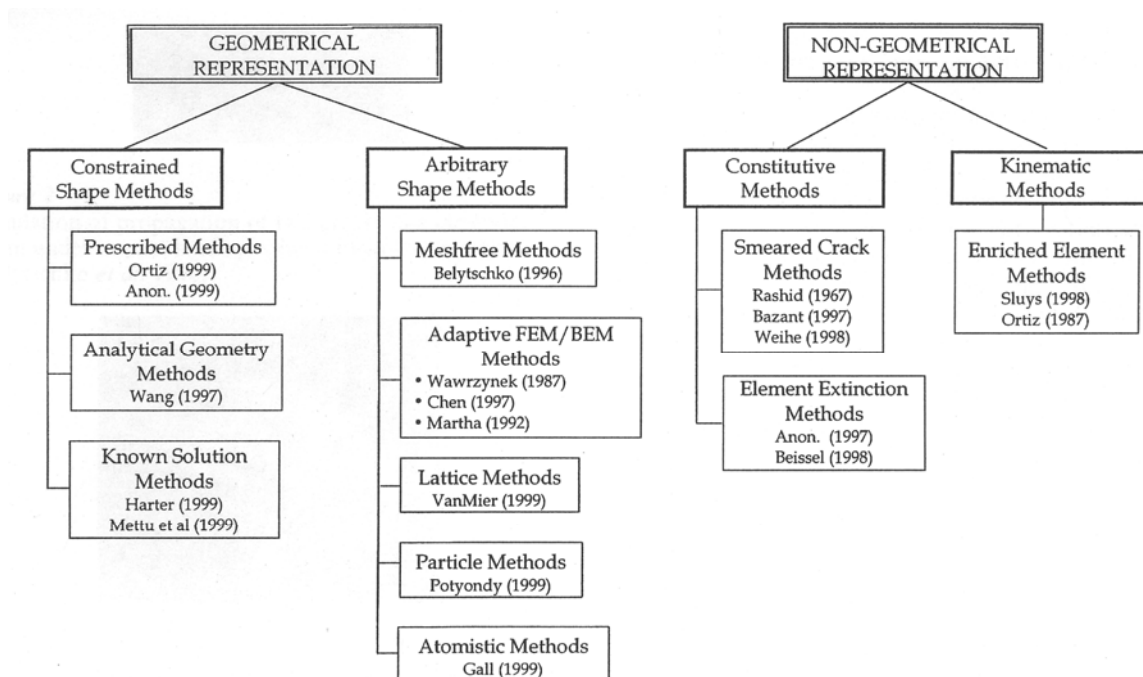 GEOMETRICAL
REPRESENTATION
NON-GEOMETRICAL
REPRESENTATION
Constrained
Shape Methods
Arbitrary
Shape Methods
Constitutive
Methods
Kinematic
Methods
Prescribed Methods
Ortiz (1999)
Anon. (1999)
Analytical Geometry
Methods
Wang (1997)
Known Solution
Methods
Harter (1999)
Mettu et al (1999)
Meshfree Methods
Belytschko (1996)
Adaptive FEM/BEM
Methods
• Wawrzynek (1987)
• Chen (1997)
• Martha (1992)
Lattice Methods
VanMier (1999)
Particle Methods
Potyondy (1999)
Atomistic Methods
Gall (1999)
Smeared Crack
Methods
Rashid (1967)
Bazant (1997)
Weihe (1998)
Element Extinction
Methods
Anon. (1997)
Beissel (1998)
Enriched Element
Methods
Sluys (1998)
Ortiz (1987)